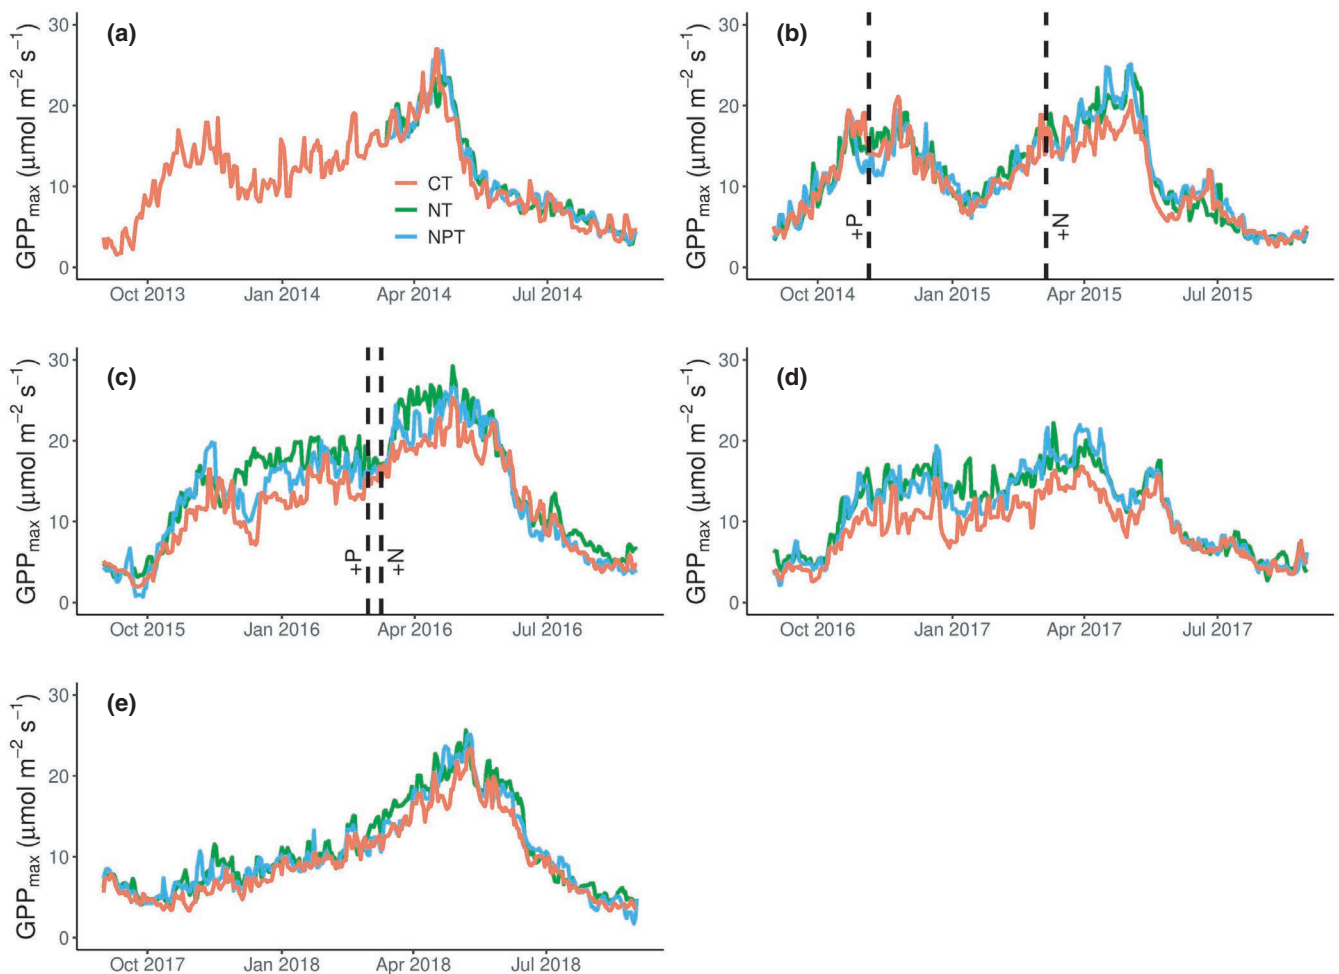 (a)
GPPmax (μmol m−2 s−1)
30
20
10
0
CT
NT
NPT
Oct 2013 Jan 2014 Apr 2014 Jul 2014
(b)
GPPmax (μmol m−2 s−1)
30
20
10
0
+P
+N
Oct 2014 Jan 2015 Apr 2015 Jul 2015
(c)
GPPmax (μmol m−2 s−1)
30
20
10
0
+P
+N
Oct 2015 Jan 2016 Apr 2016 Jul 2016
(d)
GPPmax (μmol m−2 s−1)
30
20
10
0
Oct 2016 Jan 2017 Apr 2017 Jul 2017
(e)
GPPmax (μmol m−2 s−1)
30
20
10
0
Oct 2017 Jan 2018 Apr 2018 Jul 2018